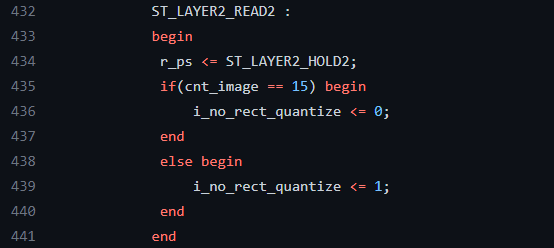 432 ST_LAYER2_READ2 :
433 begin
434 r_ps <= ST_LAYER2_HOLD2;
435 if(cnt_image == 15) begin
436 i_no_rect_quantize <= 0;
437 end
438 else begin
439 i_no_rect_quantize <= 1;
440 end
441 end